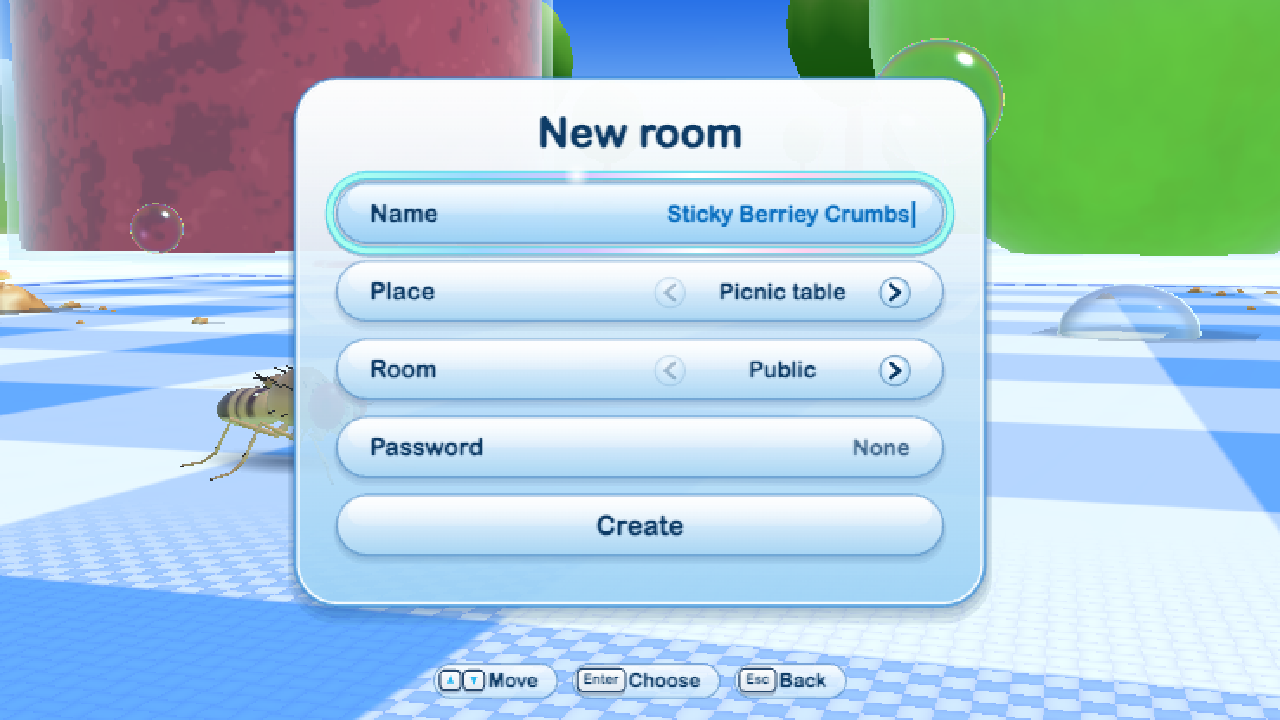 New room
Name Sticky Berriey Crumbs
Place Picnic table
Room Public
Password None
Create
Move Enter Choose Esc Back